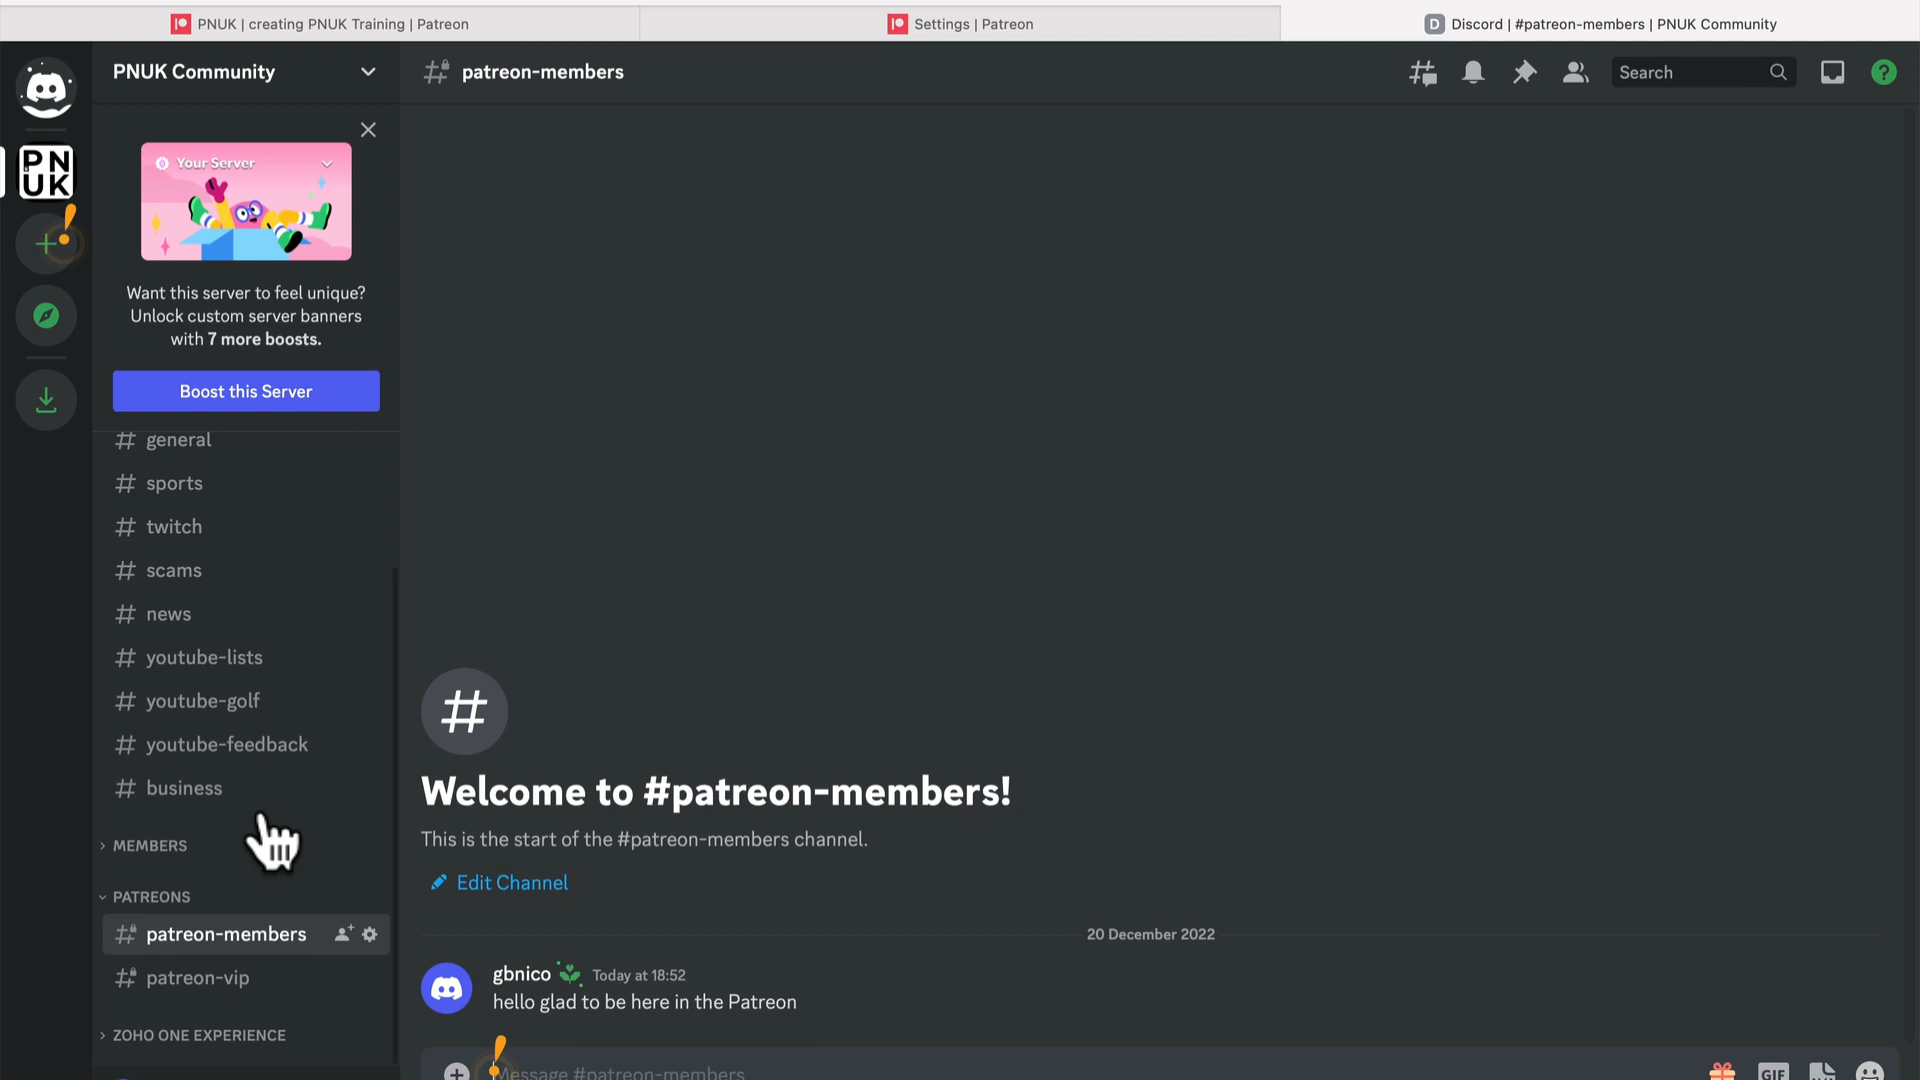 PNUK | creating PNUK Training | Patreon
Settings | Patreon
D Discord | #patreon-members | PNUK Community
PNUK Community
patreon-members
Search
?
PN
UK
Your Server
Want this server to feel unique?
Unlock custom server banners
with 7 more boosts.
Boost this Server
# general
# sports
# twitch
# scams
# news
# youtube-lists
# youtube-golf
# youtube-feedback
# business
MEMBERS
PATREONS
patreon-members
patreon-vip
ZOHO ONE EXPERIENCE
#
Welcome to #patreon-members!
This is the start of the #patreon-members channel.
Edit Channel
20 December 2022
gbnico Today at 18:52
hello glad to be here in the Patreon
Message #patreon-members
GIF